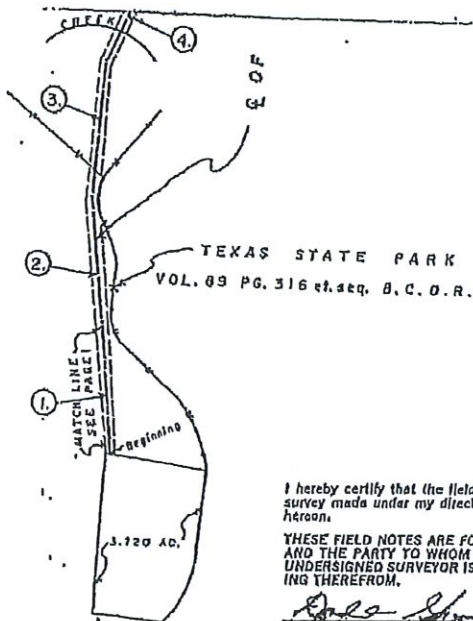 CREEK
4.
3.
℄ OF
TEXAS STATE PARK
VOL. 89 PG. 316 et. seq. B.C.O.R.
2.
MATCH LINE
SEE PAGE 1
1.
Beginning
3.720 AC.
I hereby certify that the field
survey made under my direct
hereon.
THESE FIELD NOTES ARE FO
AND THE PARTY TO WHOM
UNDERSIGNED SURVEYOR IS
ING THEREFROM.